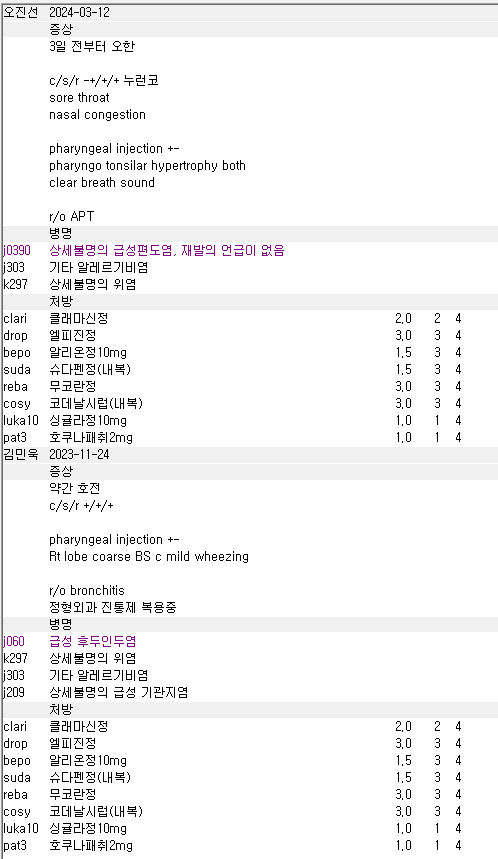 오진선 2024-03-12
증상
3일 전부터 오한
c/s/r -+/+/+ 누런코
sore throat
nasal congestion
pharyngeal injection +-
pharyngo tonsilar hypertrophy both
clear breath sound
r/o APT
병명
j0390 상세불명의 급성편도염, 재발의 언급이 없음
j303 기타 알레르기비염
k297 상세불명의 위염
처방
clari 클래마신정 2.0 2 4
drop 엘피진정 3.0 3 4
bepo 알리온정10mg 1.5 3 4
suda 슈다펜정(내복) 1.5 3 4
reba 무코란정 3.0 3 4
cosy 코데날시럽(내복) 3.0 3 4
luka10 싱귤라정10mg 1.0 1 4
pat3 호쿠나패취2mg 1.0 1 4
김민욱 2023-11-24
증상
약간 호전
c/s/r +/+/+
pharyngeal injection +-
Rt lobe coarse BS c mild wheezing
r/o bronchitis
정형외과 진통제 복용중
병명
j060 급성 후두인두염
k297 상세불명의 위염
j303 기타 알레르기비염
j209 상세불명의 급성 기관지염
처방
clari 클래마신정 2.0 2 4
drop 엘피진정 3.0 3 4
bepo 알리온정10mg 1.5 3 4
suda 슈다펜정(내복) 1.5 3 4
reba 무코란정 3.0 3 4
cosy 코데날시럽(내복) 3.0 3 4
luka10 싱귤라정10mg 1.0 1 4
pat3 호쿠나패취2mg 1.0 1 4